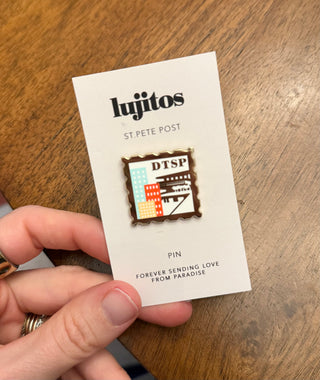 lujitos
ST. PETE POST
DTSP
PIN
FOREVER SENDING LOVE
FROM PARADISE